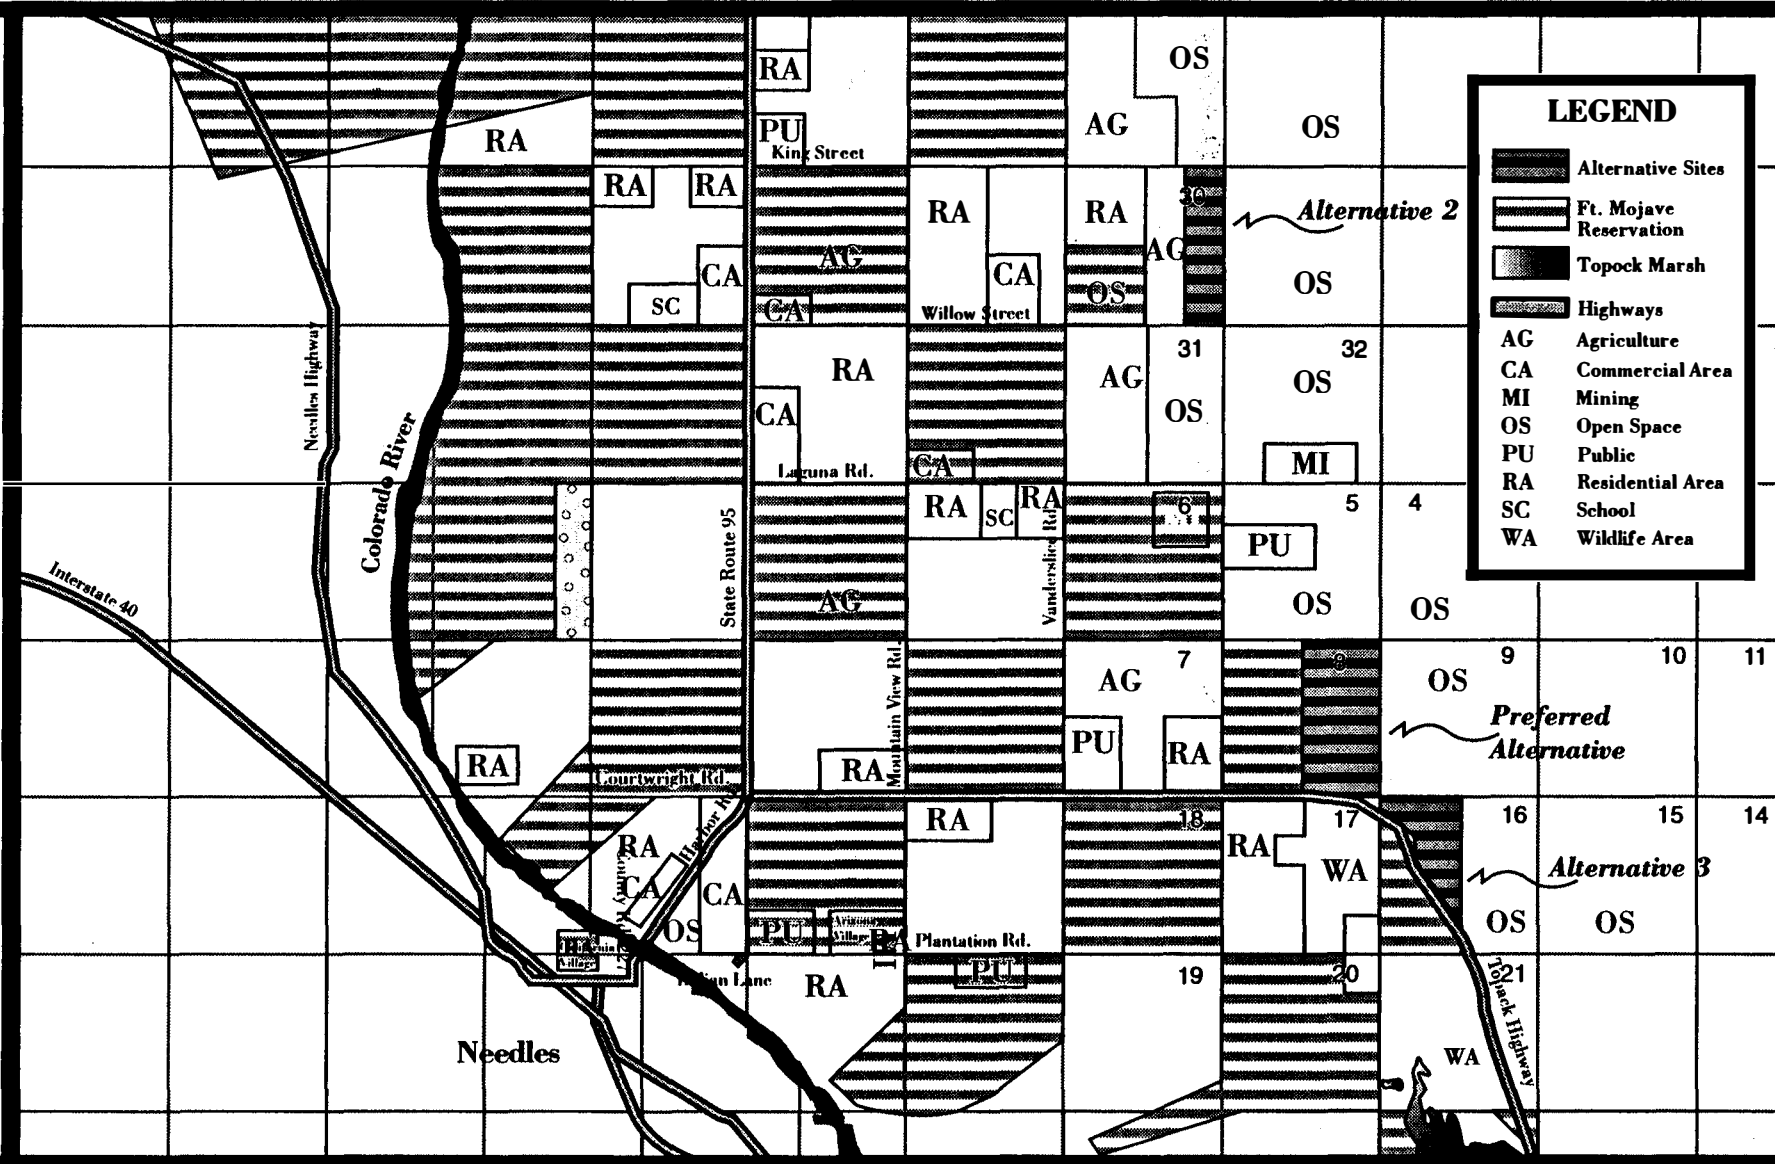 OS
RA
LEGEND
PU
AG
OS
RA
King Street
Alternative Sites
RA
RA
30
RA
RA
Alternative 2
Ft. Mojave
Reservation
AG
AG
CA
CA
OS
Topock Marsh
OS
SC
CA
Willow Street
Highways
31
32
AG
Agriculture
Needles Highway
RA
AG
OS
CA
Commercial Area
MI
Mining
CA
OS
OS
Open Space
Colorado River
Laguna Rd.
CA
MI
PU
Public
RA
Residential Area
RA
SC
RA
6
5
4
SC
School
State Route 95
Vanderslice Rd.
PU
WA
Wildlife Area
Interstate 40
AG
OS
OS
7
8
9
10
11
Mountain View Rd.
AG
OS
Preferred
Alternative
PU
RA
RA
RA
Courtwright Rd.
Harbor
RA
18
17
16
15
14
RA
County
RA
WA
Alternative 3
CA
CA
OS
PU
Arizona
Village
RA
Plantation Rd.
OS
OS
Village
Lane
RA
PU
19
20
21
Topack Highway
Needles
WA